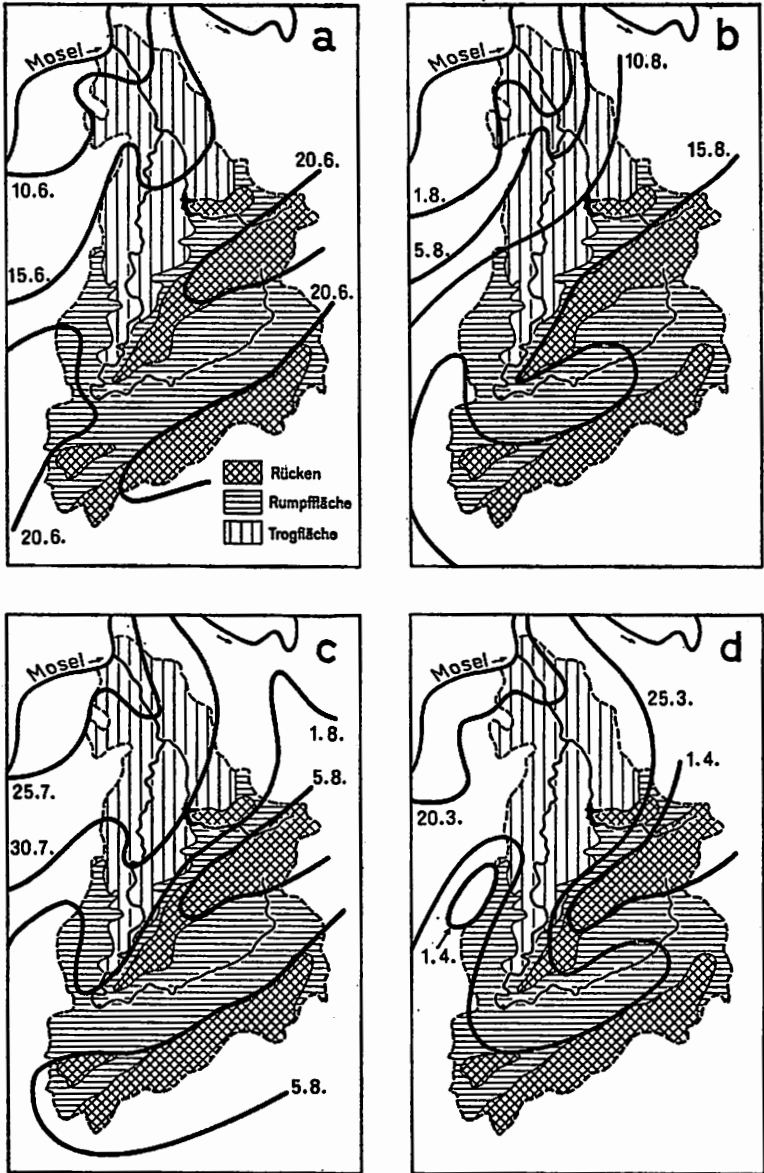 a
Mosel
10.6.
15.6.
20.6.
20.6.
20.6.
Rücken
Rumpffläche
Trogfläche
b
Mosel
10.8.
15.8.
1.8.
5.8.
c
Mosel
1.8.
5.8.
25.7.
30.7.
5.8.
d
Mosel
25.3.
1.4.
20.3.
1.4.